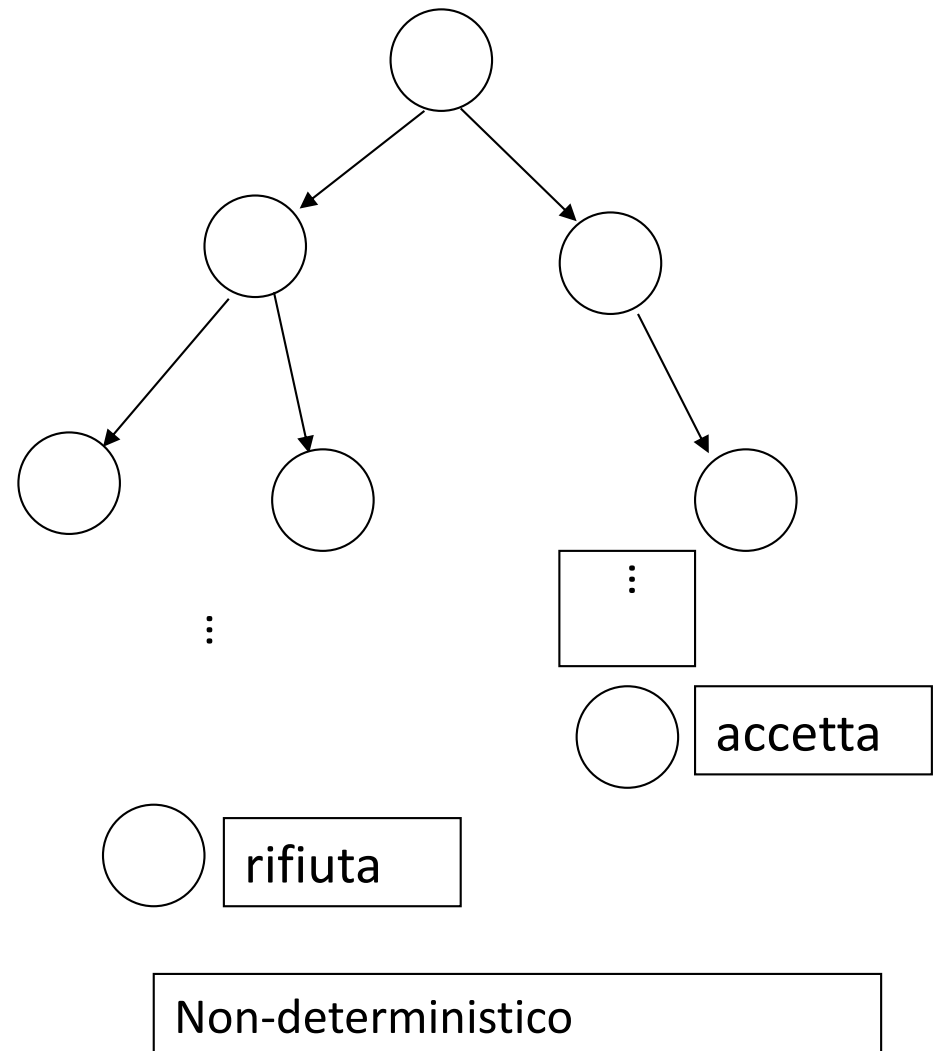 ⋮
⋮
accetta
rifiuta
Non-deterministico